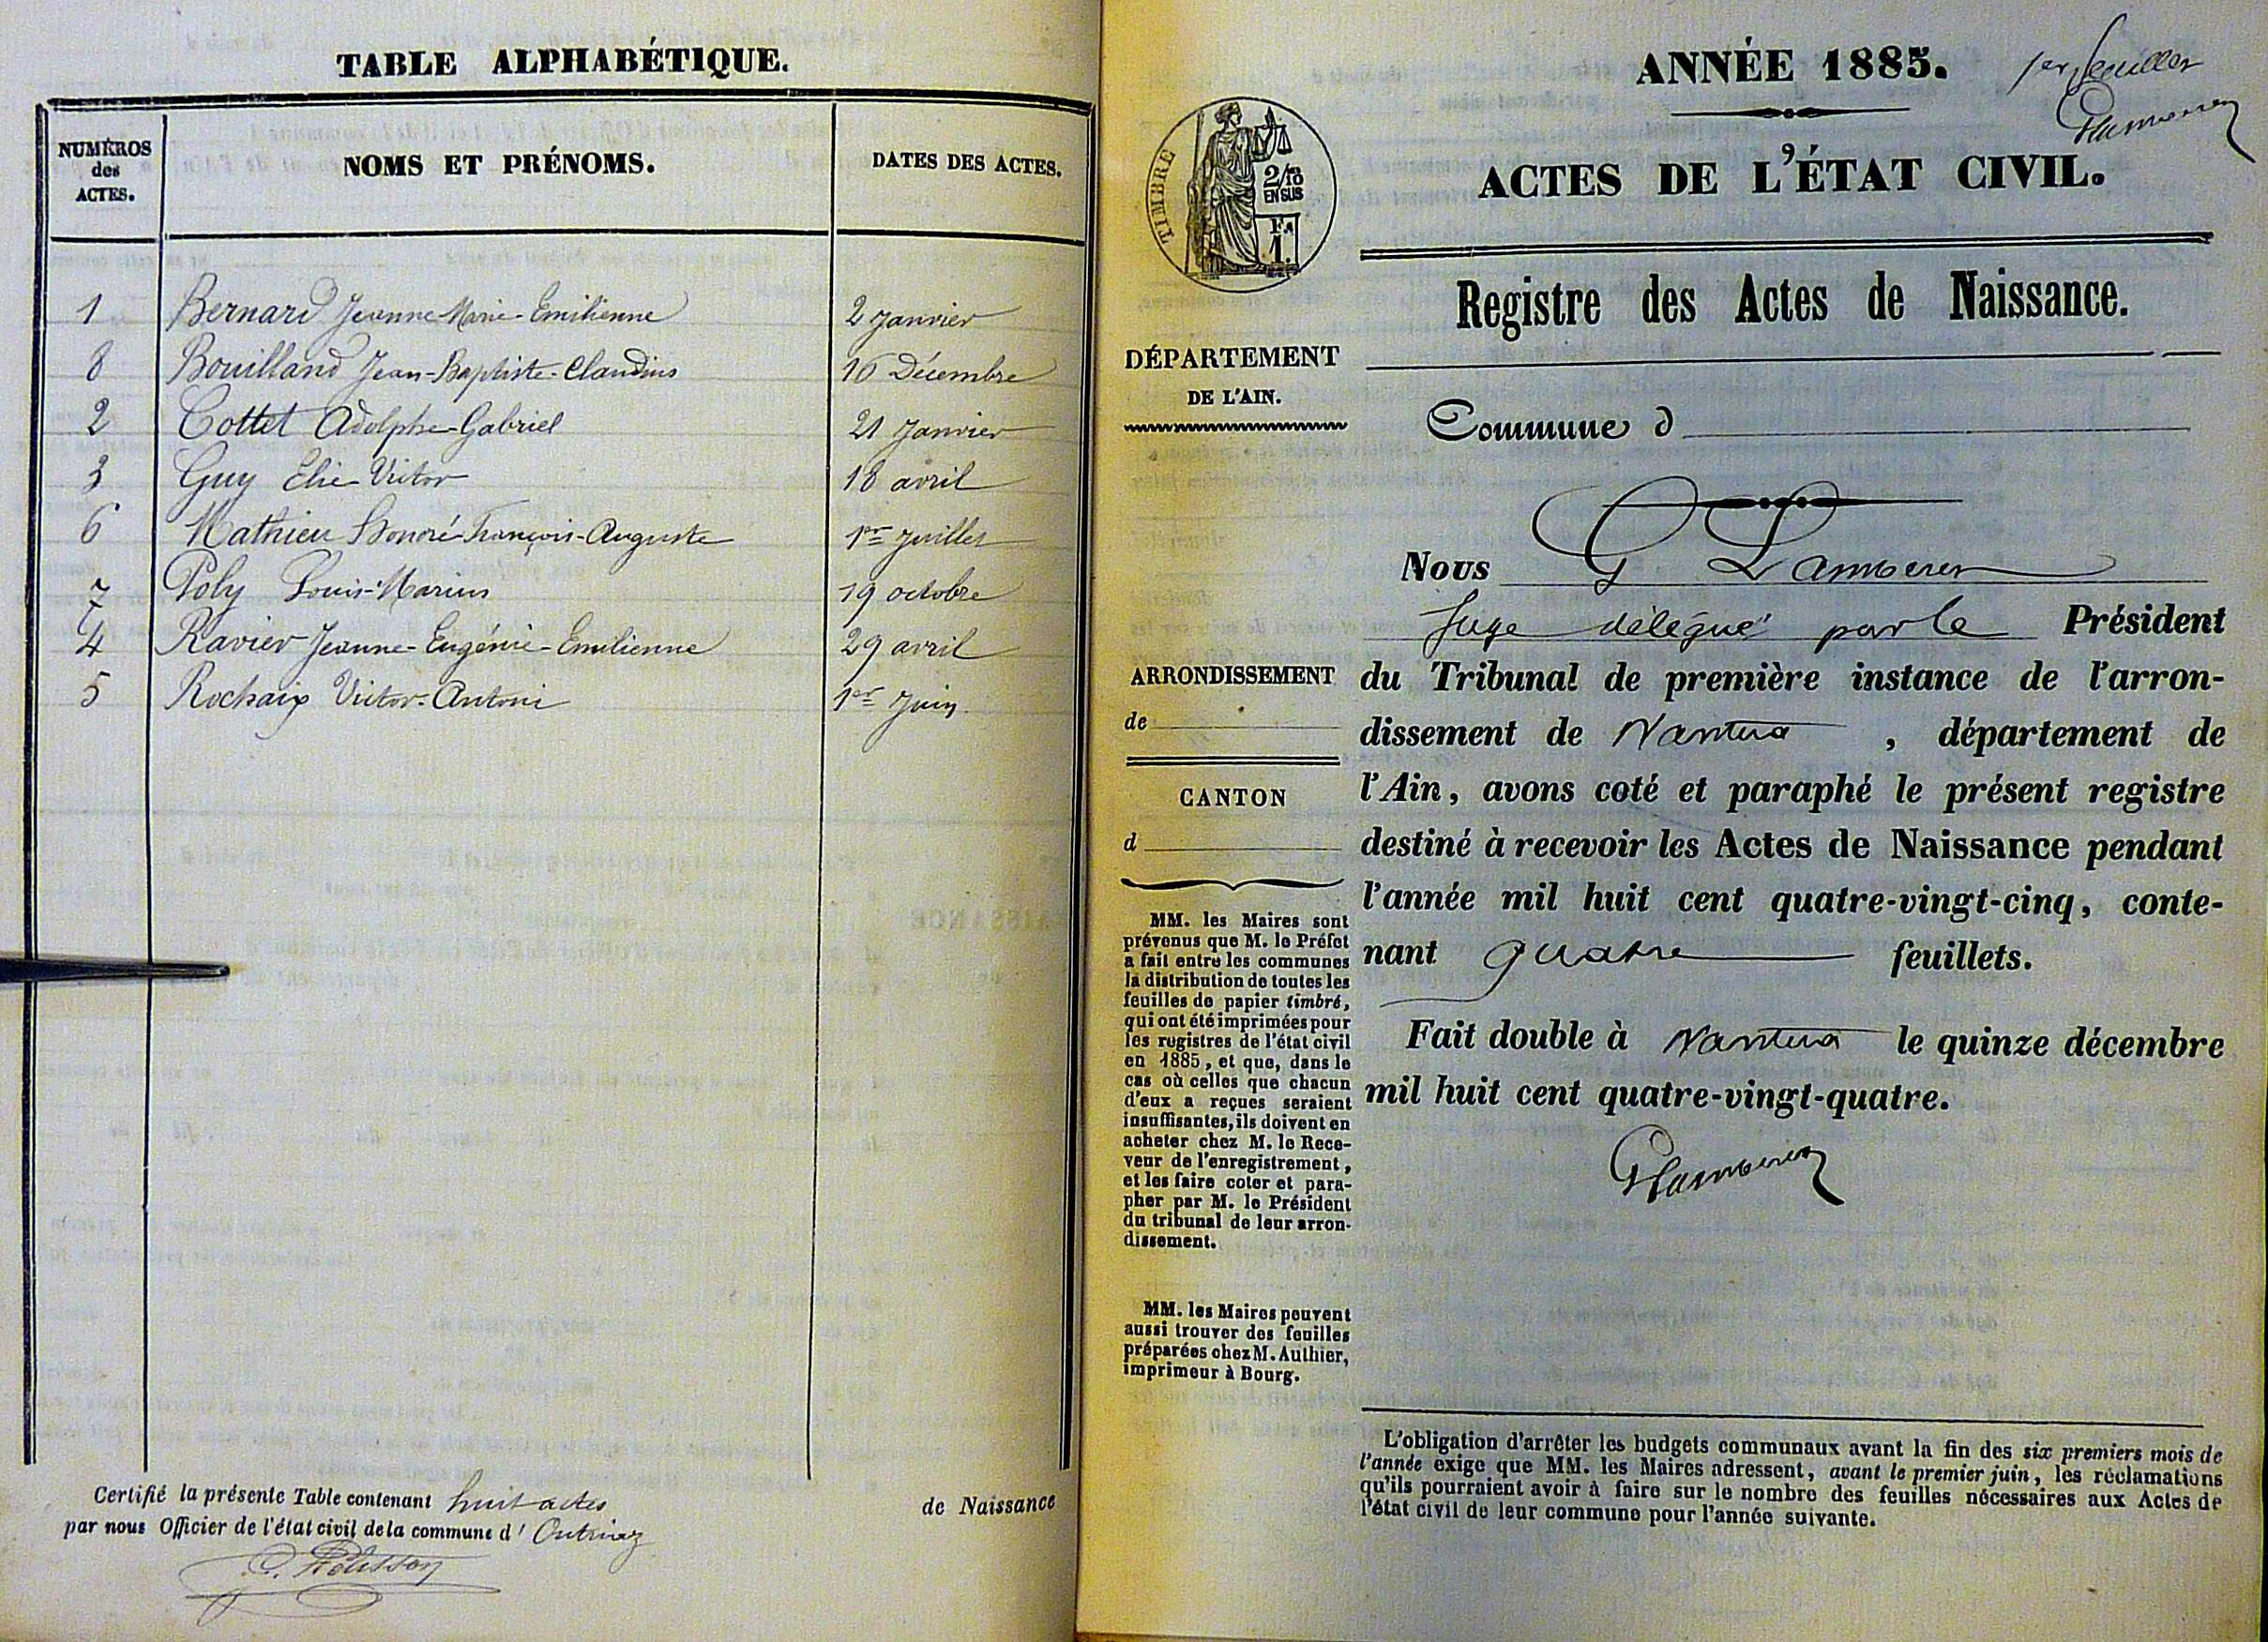 TABLE ALPHABÉTIQUE.
NUMÉROS
des
ACTES.
NOMS ET PRÉNOMS.
DATES DES ACTES.
1 Bernard Jeanne-Marie-Emilienne 2 Janvier
8 Bouilland Jean-Baptiste-Claudius 16 Décembre
2 Cottet Adolphe-Gabriel 21 Janvier
3 Guy Elie-Victor 18 avril
6 Mathieu Honoré-François-Auguste 1er Juillet
7 Poly Louis-Marius 19 octobre
4 Ravier Jeanne-Eugénie-Emilienne 29 avril
5 Rochaix Victor-Antoni 1er Juin
Certifié la présente Table contenant huit actes de Naissance
par nous Officier de l'état civil de la commune d' Outriaz
ANNÉE 1885.
1er feuillet
ACTES DE L'ÉTAT CIVIL.
TIMBRE
2/10
EN SUS
Fr
1.
Registre des Actes de Naissance.
DÉPARTEMENT
DE L'AIN.
Commune d
ARRONDISSEMENT
de
CANTON
d
MM. les Maires sont
prévenus que M. le Préfet
a fait entre les communes
la distribution de toutes les
feuilles de papier timbré,
qui ont été imprimées pour
les registres de l'état civil
en 1885, et que, dans le
cas où celles que chacun
d'eux a reçues seraient
insuffisantes, ils doivent en
acheter chez M. le Rece-
veur de l'enregistrement,
et les faire coter et para-
pher par M. le Président
du tribunal de leur arron-
dissement.
MM. les Maires peuvent
aussi trouver des feuilles
préparées chez M. Authier,
imprimeur à Bourg.
Nous G Lamberet
Juge délégué par le Président
du Tribunal de première instance de l'arron-
dissement de Nantua, département de
l'Ain, avons coté et paraphé le présent registre
destiné à recevoir les Actes de Naissance pendant
l'année mil huit cent quatre-vingt-cinq, conte-
nant quatre feuillets.
Fait double à Nantua le quinze décembre
mil huit cent quatre-vingt-quatre.
L'obligation d'arrêter les budgets communaux avant la fin des six premiers mois de
l'année exige que MM. les Maires adressent, avant le premier juin, les réclamations
qu'ils pourraient avoir à faire sur le nombre des feuilles nécessaires aux Actes de
l'état civil de leur commune pour l'année suivante.